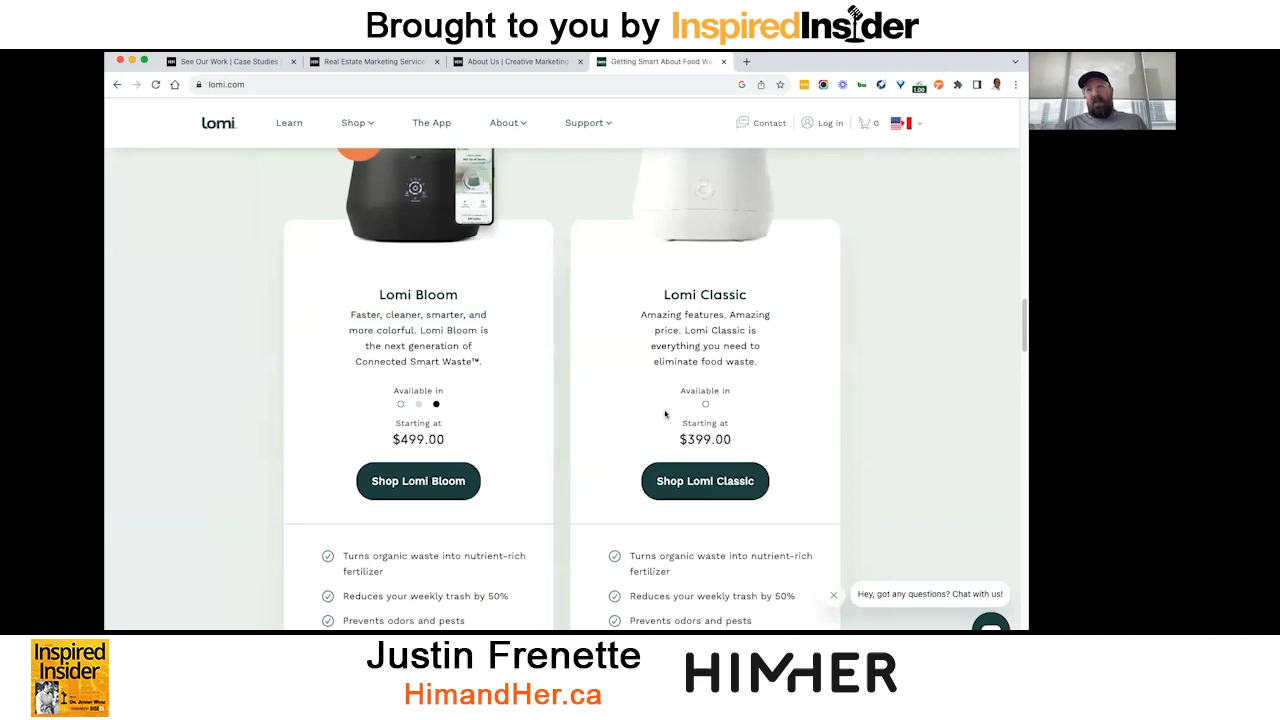 Brought to you by InspiredInsider
See Our Work | Case Studies |
Real Estate Marketing Service
About Us | Creative Marketing
Getting Smart About Food Wa
lomi.com
1.00
lomi
Learn
Shop
The App
About
Support
Contact
Log in
0
Lomi Bloom
Faster, cleaner, smarter, and
more colorful. Lomi Bloom is
the next generation of
Connected Smart Waste™.
Available in
Starting at
$499.00
Shop Lomi Bloom
Turns organic waste into nutrient-rich
fertilizer
Reduces your weekly trash by 50%
Prevents odors and pests
Lomi Classic
Amazing features. Amazing
price. Lomi Classic is
everything you need to
eliminate food waste.
Available in
Starting at
$399.00
Shop Lomi Classic
Turns organic waste into nutrient-rich
fertilizer
Reduces your weekly trash by 50%
Prevents odors and pests
Hey, got any questions? Chat with us!
Inspired
Insider
Justin Frenette
HimandHer.ca
HIMHER